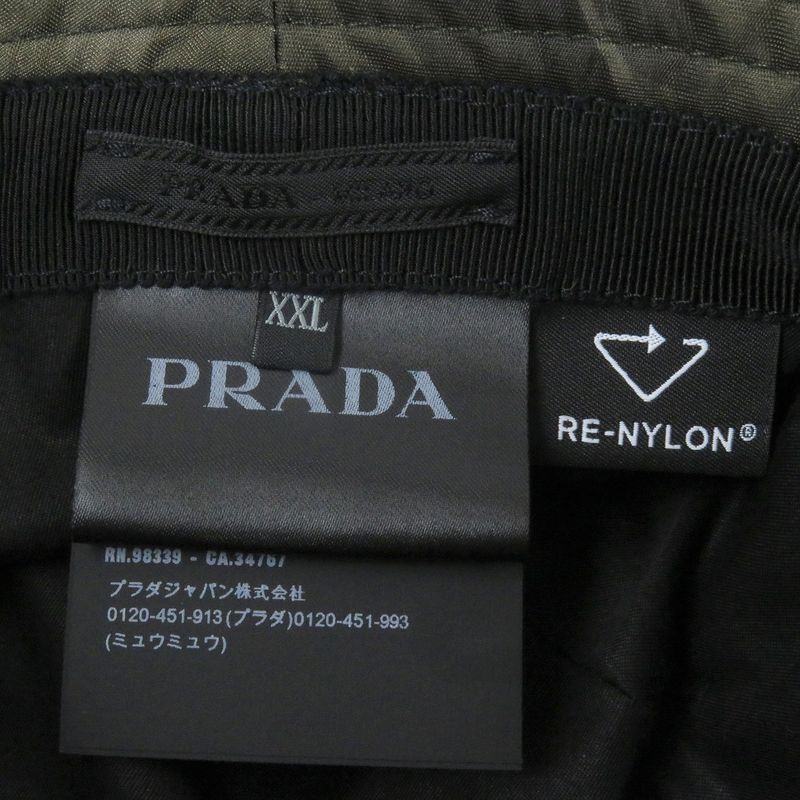 PRADA - MILANO
XXL
PRADA
RE-NYLON®
RN.98339 - CA.34767
プラダジャパン株式会社
0120-451-913(プラダ)0120-451-993
(ミュウミュウ)